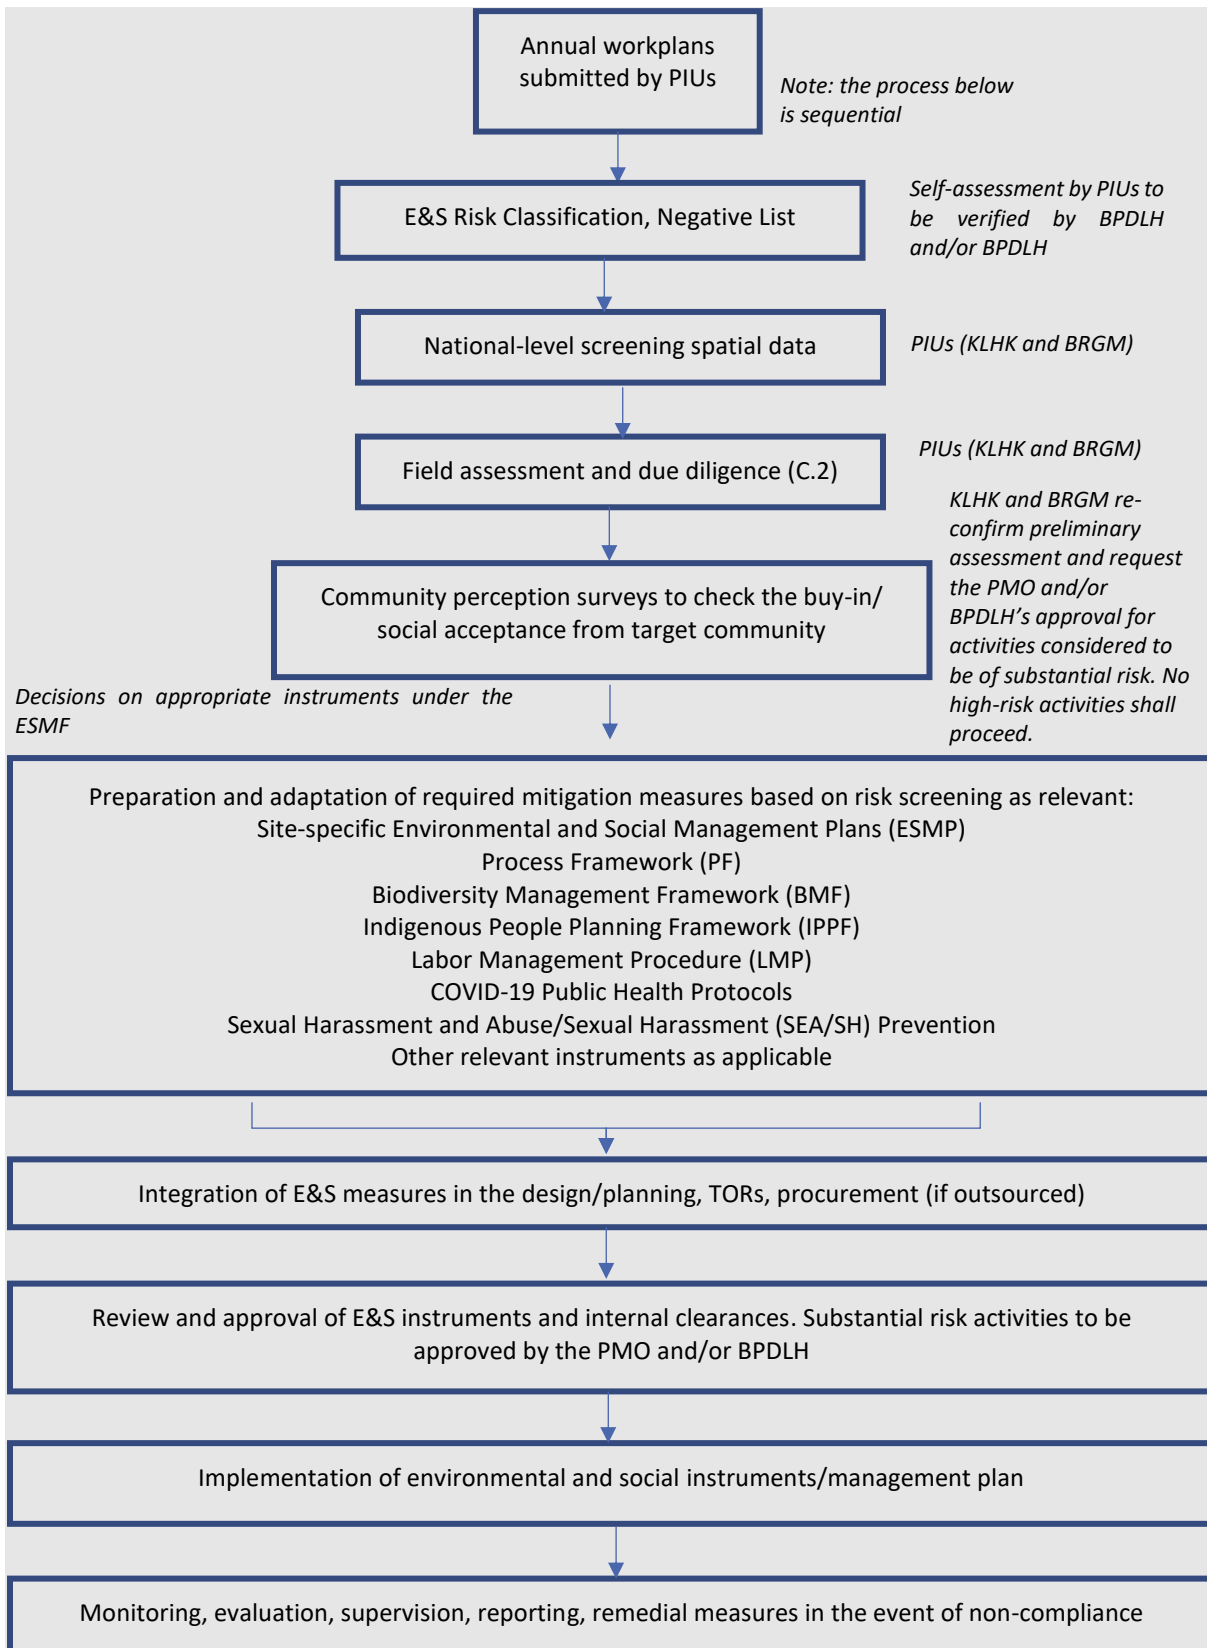 Annual workplans
submitted by PIUs
Note: the process below
is sequential
E&S Risk Classification, Negative List
Self-assessment by PIUs to
be verified by BPDLH
and/or BPDLH
National-level screening spatial data
PIUs (KLHK and BRGM)
Field assessment and due diligence (C.2)
PIUs (KLHK and BRGM)
KLHK and BRGM re-
confirm preliminary
assessment and request
the PMO and/or
BPDLH’s approval for
activities considered to
be of substantial risk. No
high-risk activities shall
proceed.
Community perception surveys to check the buy-in/
social acceptance from target community
Decisions on appropriate instruments under the
ESMF
Preparation and adaptation of required mitigation measures based on risk screening as relevant:
Site-specific Environmental and Social Management Plans (ESMP)
Process Framework (PF)
Biodiversity Management Framework (BMF)
Indigenous People Planning Framework (IPPF)
Labor Management Procedure (LMP)
COVID-19 Public Health Protocols
Sexual Harassment and Abuse/Sexual Harassment (SEA/SH) Prevention
Other relevant instruments as applicable
Integration of E&S measures in the design/planning, TORs, procurement (if outsourced)
Review and approval of E&S instruments and internal clearances. Substantial risk activities to be
approved by the PMO and/or BPDLH
Implementation of environmental and social instruments/management plan
Monitoring, evaluation, supervision, reporting, remedial measures in the event of non-compliance